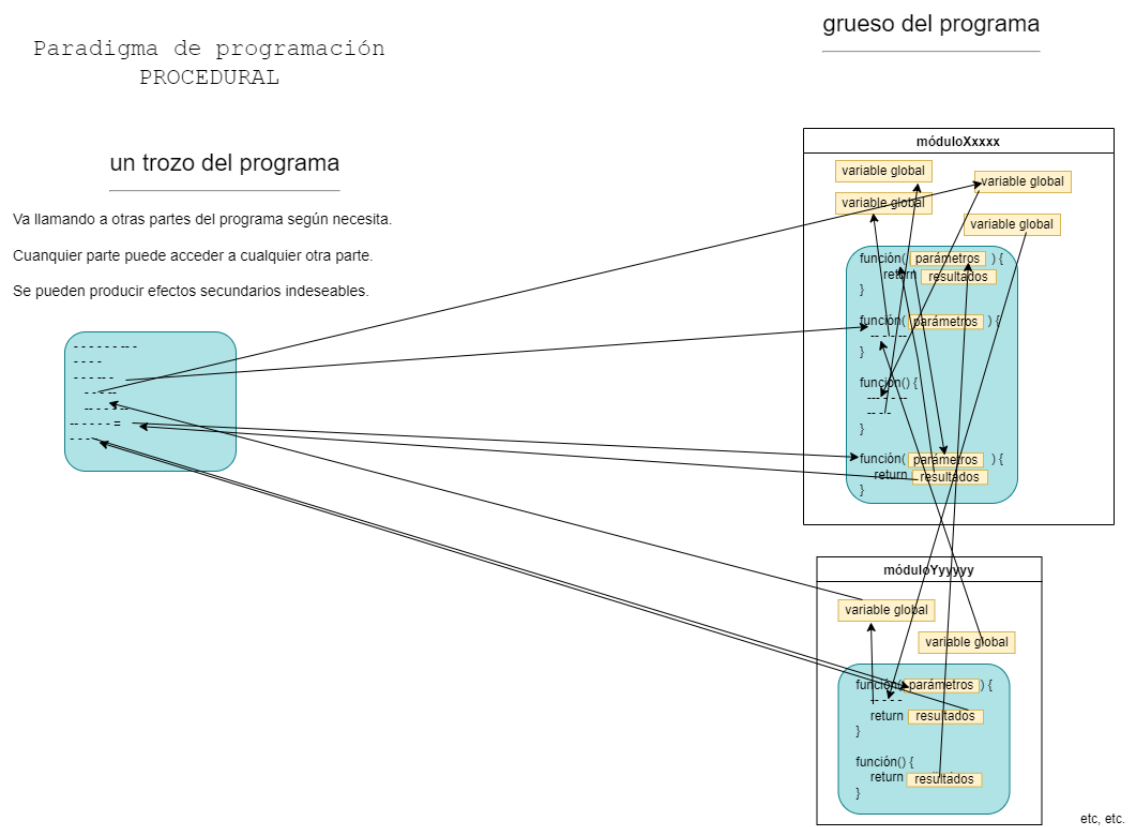 Paradigma de programación
PROCEDURAL
grueso del programa
un trozo del programa
Va llamando a otras partes del programa según necesita.
Cuanquier parte puede acceder a cualquier otra parte.
Se pueden producir efectos secundarios indeseables.
- - - - - - -- -
- - - -
- - - - -- -
- - - -- --
-- - - - --
-- - - - - =
- - - -
móduloXxxxx
variable global
variable global
variable global
variable global
función( parámetros ) {
return resultados
}
función( parámetros ) {
-- - -- --
}
función() {
--- - - --
-- --
}
función( parámetros ) {
return resultados
}
móduloYyyyyy
variable global
variable global
función( parámetros ) {
-- - - -
return resultados
}
función() {
return resultados
}
etc, etc.